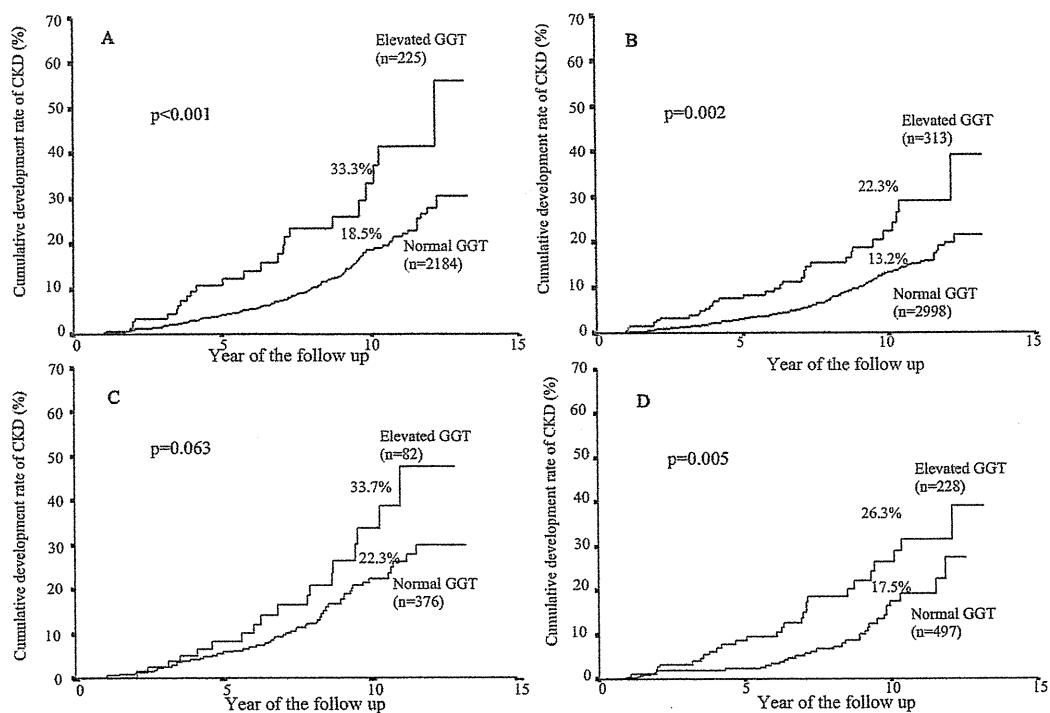 Cumulative development rate of CKD (%)
70
60
50
40
30
20
10
0
A
p<0.001
Elevated GGT
(n=225)
33.3%
18.5%
Normal GGT
(n=2184)
0
5
10
15
Year of the follow up
Cumulative development rate of CKD (%)
70
60
50
40
30
20
10
0
B
p=0.002
Elevated GGT
(n=313)
22.3%
13.2%
Normal GGT
(n=2998)
0
5
10
15
Year of the follow up
Cumulative development rate of CKD (%)
70
60
50
40
30
20
10
0
C
p=0.063
Elevated GGT
(n=82)
33.7%
22.3%
Normal GGT
(n=376)
0
5
10
15
Year of the follow up
Cumulative development rate of CKD (%)
70
60
50
40
30
20
10
0
D
p=0.005
Elevated GGT
(n=228)
26.3%
17.5%
Normal GGT
(n=497)
0
5
10
15
Year of the follow up